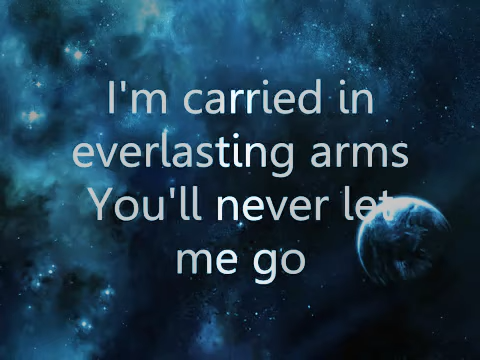 I'm carried in
everlasting arms
You'll never let
me go